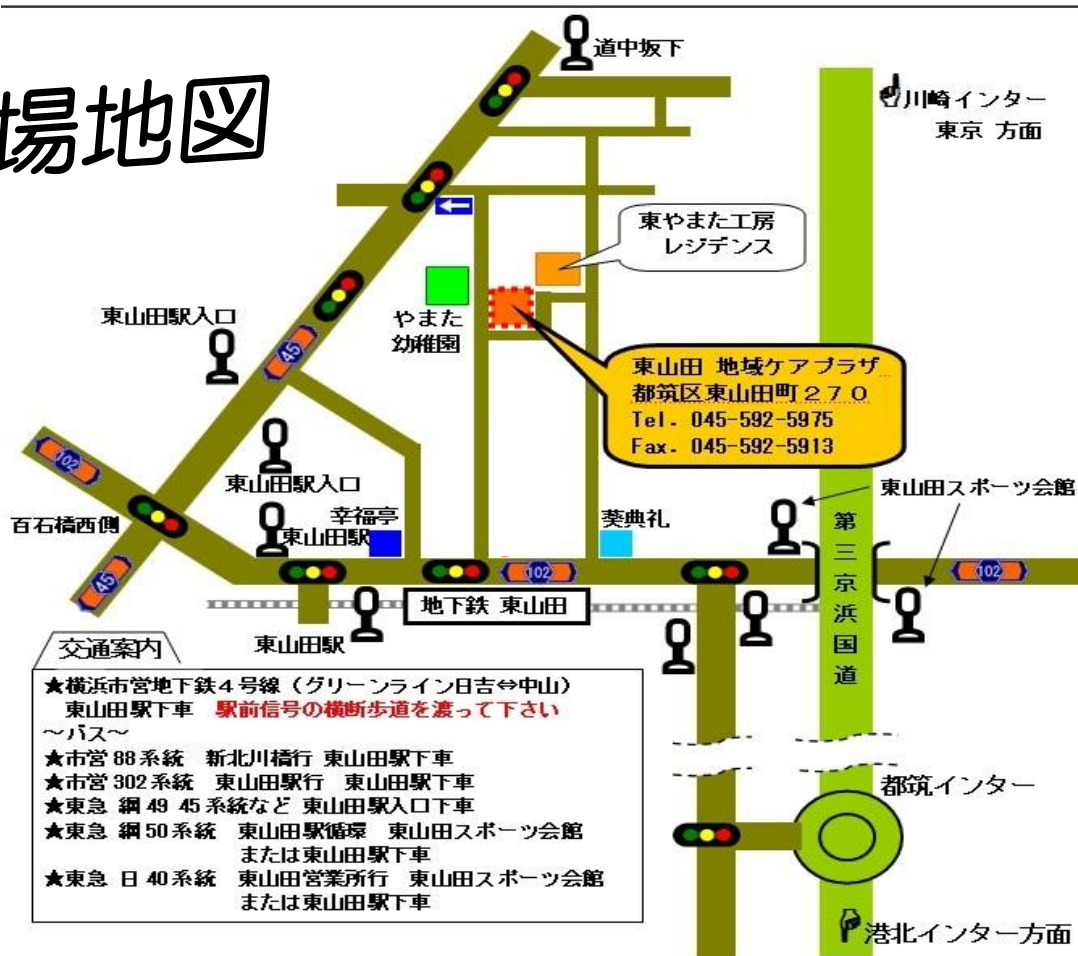 場地図
道中坂下
川崎インター
東京 方面
東やまた工房
レジデンス
やまた
幼稚園
東山田駅入口
45
東山田 地域ケアプラザ
都筑区東山田町270
Tel. 045-592-5975
Fax. 045-592-5913
102
東山田駅入口
東山田スポーツ会館
百石橋西側
幸福亭
東山田駅
葵典礼
第三京浜国道
45
102
102
地下鉄 東山田
東山田駅
交通案内
★横浜市営地下鉄4号線(グリーンライン日吉⇔中山)
東山田駅下車 駅前信号の横断歩道を渡って下さい
~バス~
★市営88系統 新北川橋行 東山田駅下車
★市営302系統 東山田駅行 東山田駅下車
★東急 綱49 45系統など 東山田駅入口下車
★東急 綱50系統 東山田駅循環 東山田スポーツ会館
または東山田駅下車
★東急 日40系統 東山田営業所行 東山田スポーツ会館
または東山田駅下車
都筑インター
港北インター方面